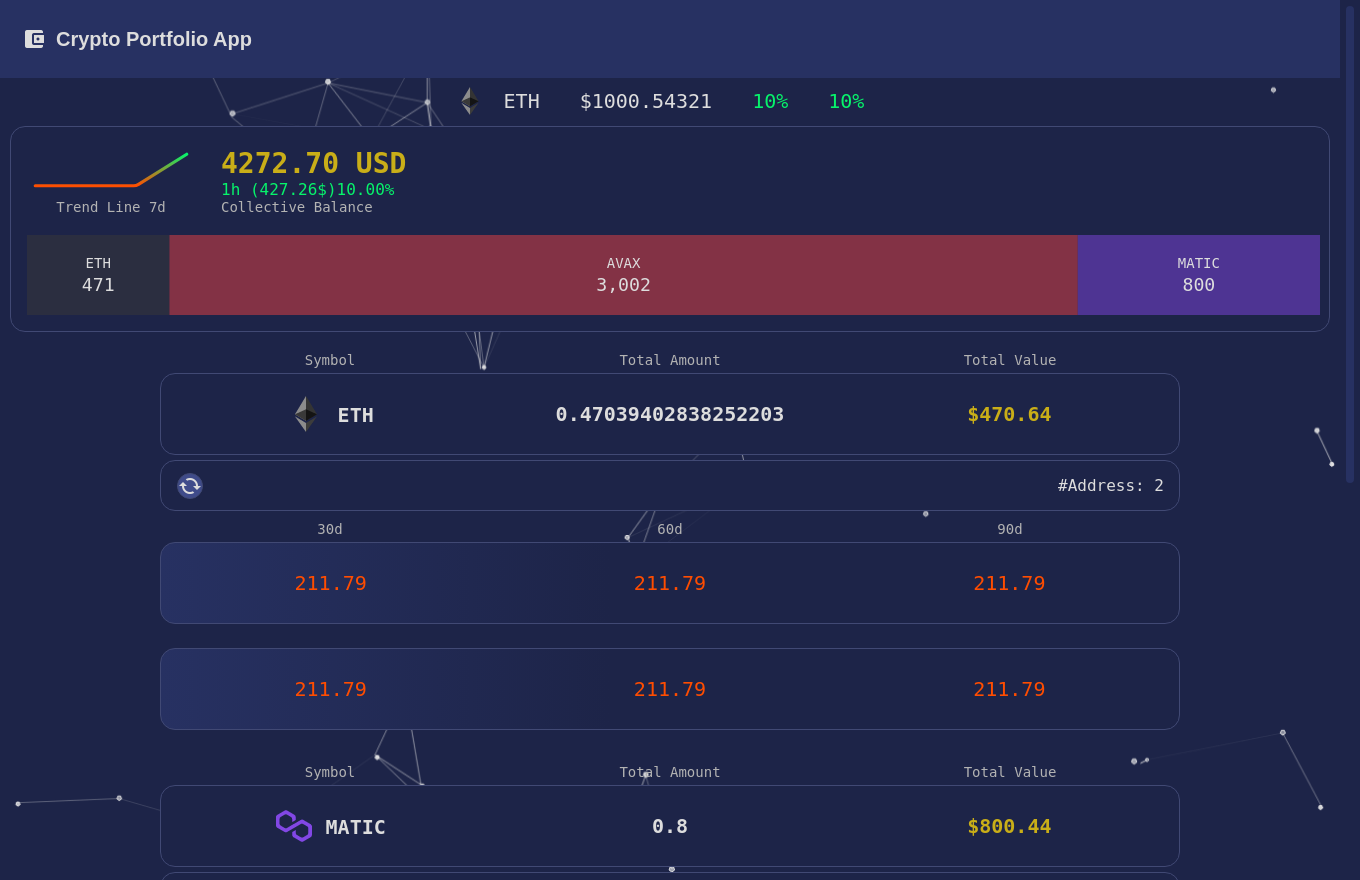 Crypto Portfolio App
ETH $1000.54321 10% 10%
4272.70 USD
1h (427.26$)10.00%
Trend Line 7d Collective Balance
ETH AVAX MATIC
471 3,002 800
Symbol Total Amount Total Value
ETH 0.47039402838252203 $470.64
#Address: 2
30d 60d 90d
211.79 211.79 211.79
211.79 211.79 211.79
Symbol Total Amount Total Value
MATIC 0.8 $800.44